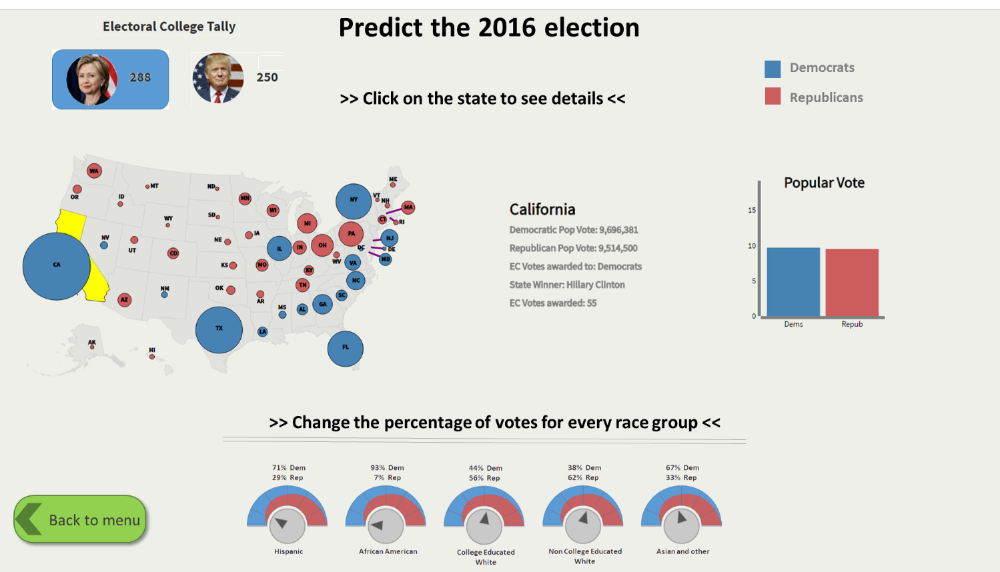 Electoral College Tally
Predict the 2016 election
288
250
Democrats
Republicans
>> Click on the state to see details <<
WA
OR
ID
MT
ND
MN
WI
MI
NY
VT
NH
ME
MA
CT
RI
WY
SD
NV
UT
CO
NE
IA
IL
IN
OH
PA
NJ
DC
DE
MD
CA
KS
MO
KY
WV
VA
AZ
NM
OK
AR
TN
NC
SC
TX
LA
MS
AL
GA
FL
AK
HI
California
Democratic Pop Vote: 9,696,381
Republican Pop Vote: 9,514,500
EC Votes awarded to: Democrats
State Winner: Hillary Clinton
EC Votes awarded: 55
Popular Vote
15
10
5
0
Dems
Repub
>> Change the percentage of votes for every race group <<
71% Dem
29% Rep
93% Dem
7% Rep
44% Dem
56% Rep
38% Dem
62% Rep
67% Dem
33% Rep
Back to menu
Hispanic
African American
College Educated
White
Non College Educated
White
Asian and other